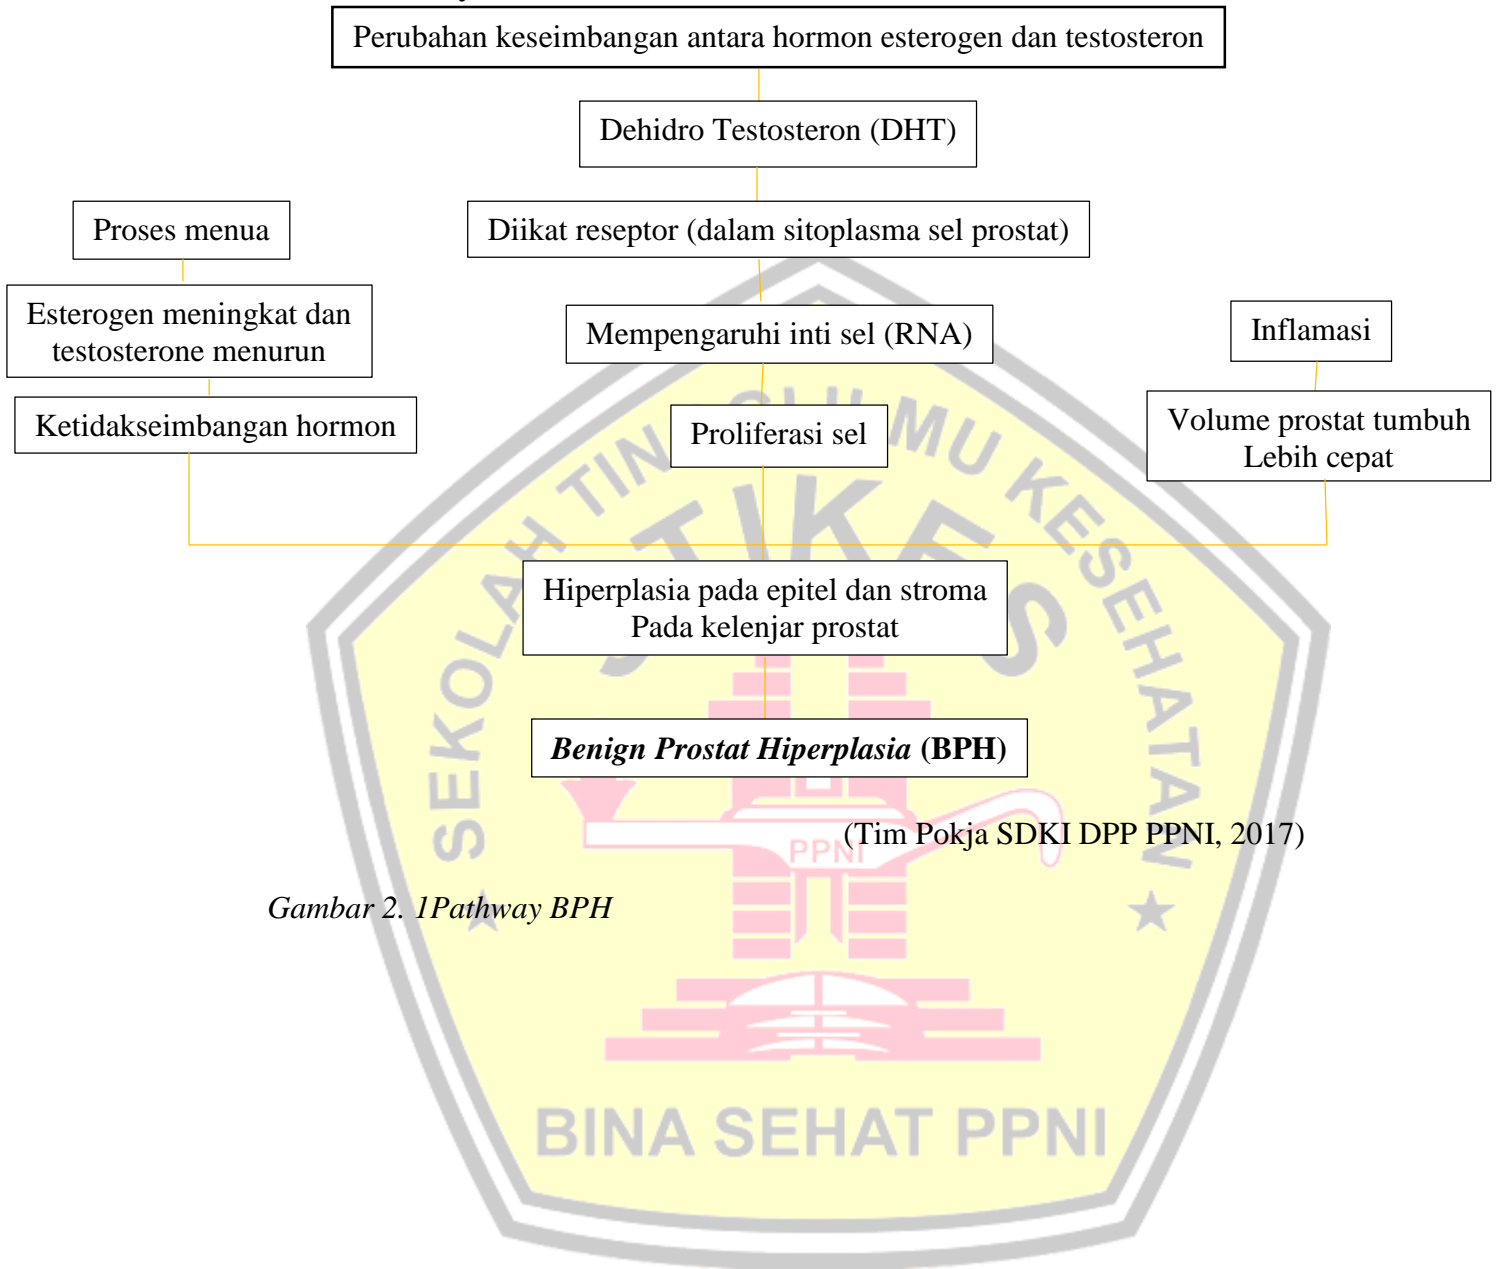 Perubahan keseimbangan antara hormon esterogen dan testosteron
Dehidro Testosteron (DHT)
Proses menua
Diikat reseptor (dalam sitoplasma sel prostat)
Esterogen meningkat dan
testosterone menurun
Mempengaruhi inti sel (RNA)
Inflamasi
Ketidakseimbangan hormon
Proliferasi sel
Volume prostat tumbuh
Lebih cepat
Hiperplasia pada epitel dan stroma
Pada kelenjar prostat
Benign Prostat Hiperplasia (BPH)
(Tim Pokja SDKI DPP PPNI, 2017)
Gambar 2. 1Pathway BPH
SEKOLAH ILMU KESEHATAN
STIKES
PPNI
BINA SEHAT PPNI